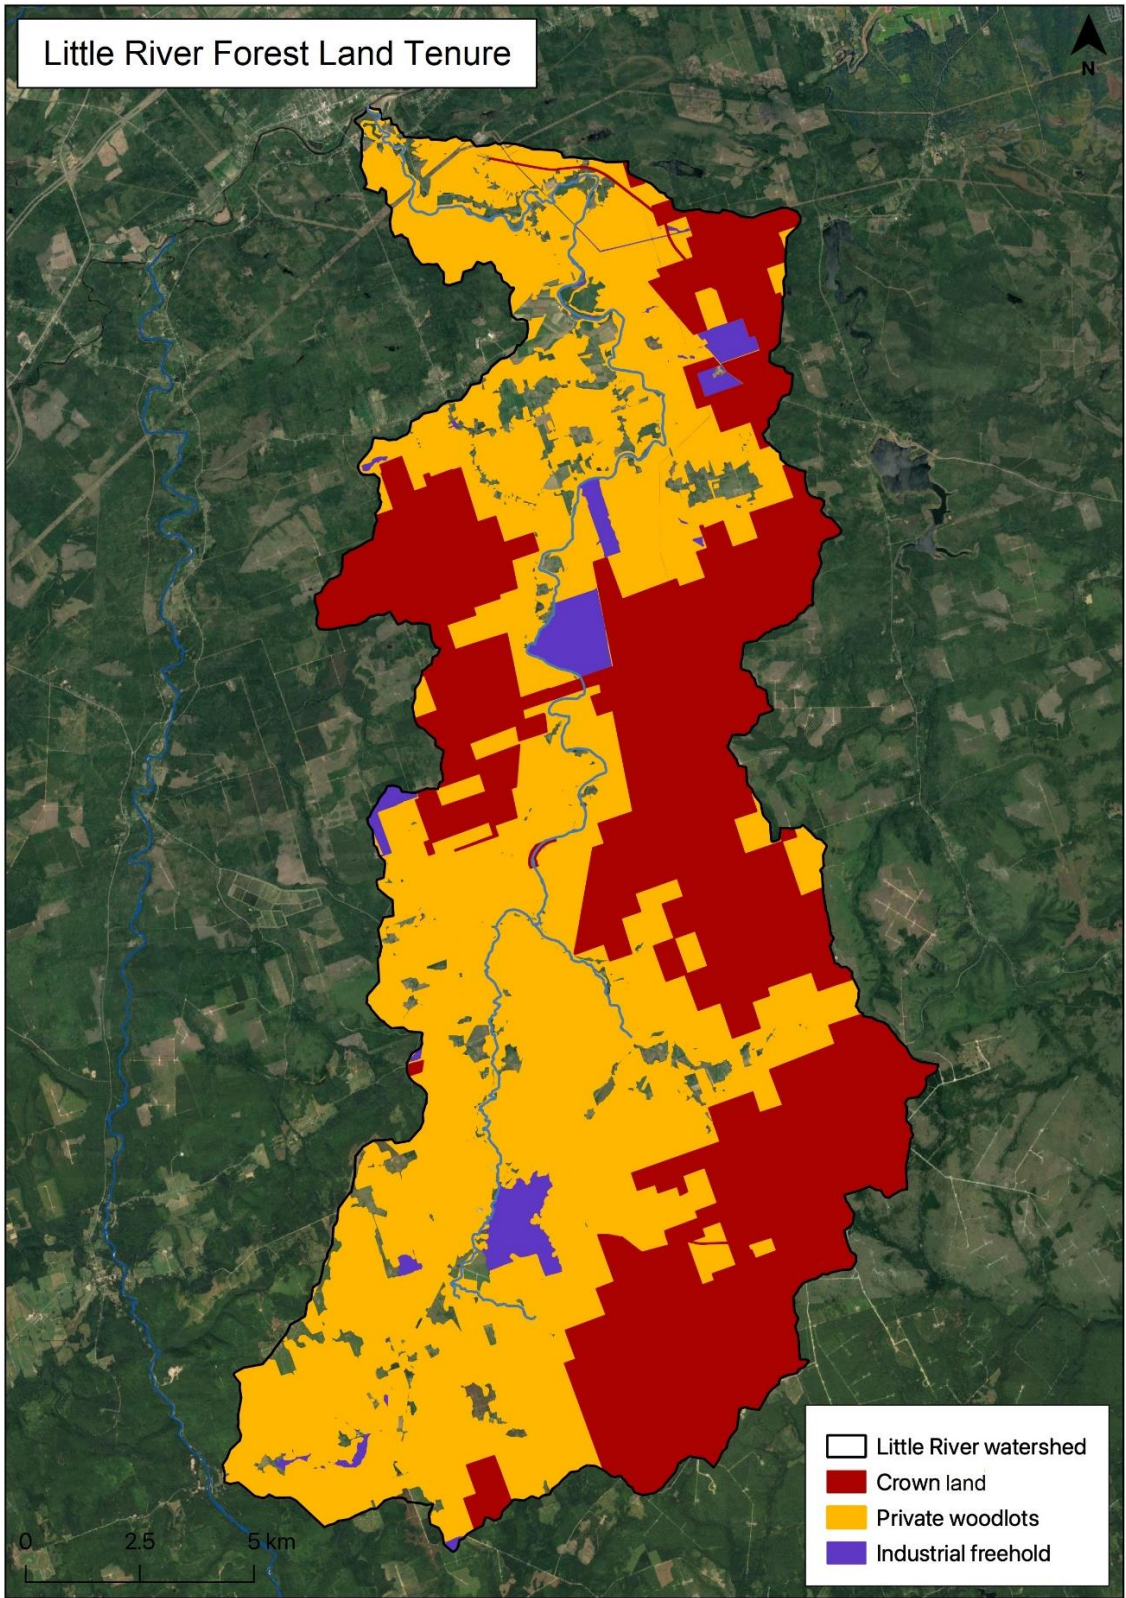 Little River Forest Land Tenure
N
Little River watershed
Crown land
Private woodlots
Industrial freehold
0 2.5 5 km